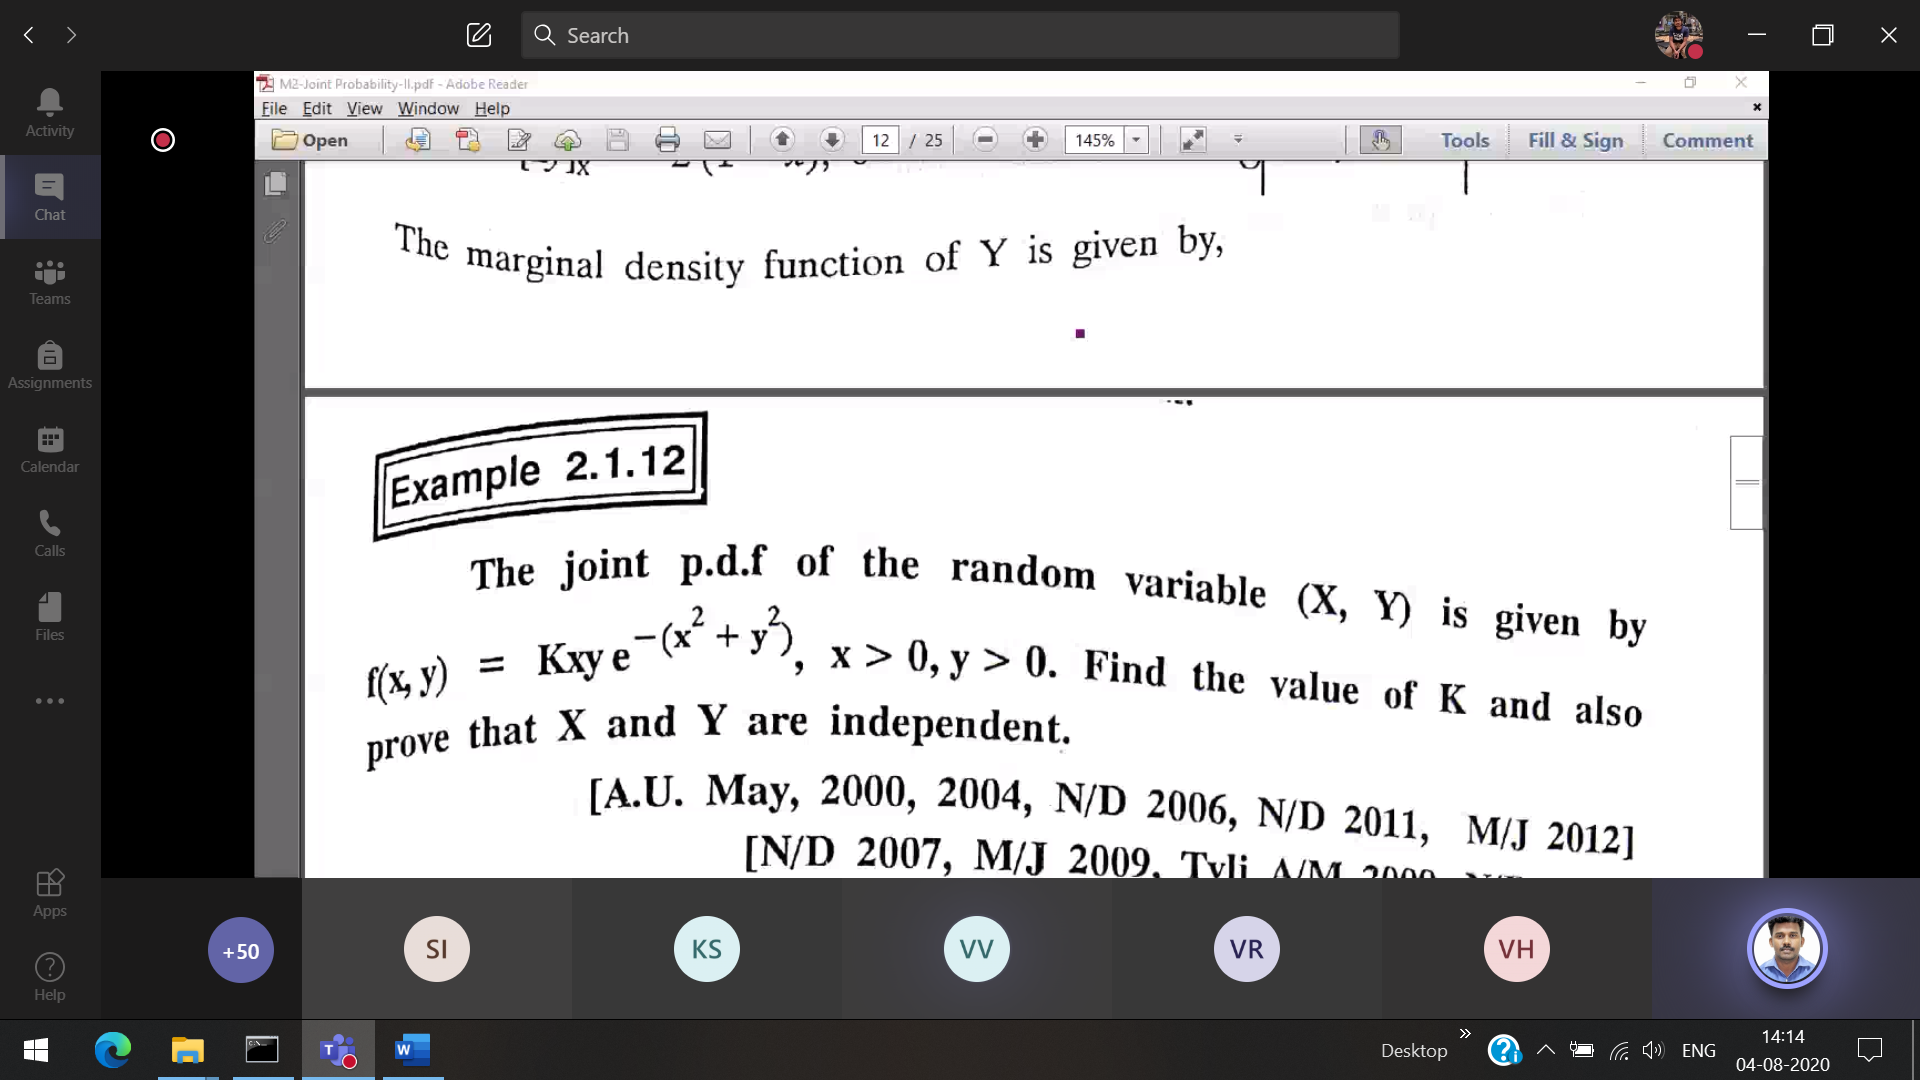 Search
M2-Joint Probability-II.pdf - Adobe Reader
File Edit View Window Help
Open 12 / 25 145% Tools Fill & Sign Comment
Activity
Chat
Teams
Assignments
Calendar
Calls
Files
Apps
Help
The marginal density function of Y is given by,
Example 2.1.12
The joint p.d.f of the random variable (X, Y) is given by
f(x, y) = Kxy e^-(x^2 + y^2), x > 0, y > 0. Find the value of K and also
prove that X and Y are independent.
[A.U. May, 2000, 2004, N/D 2006, N/D 2011, M/J 2012]
[N/D 2007, M/J 2009, Tvli A/M 2009,
+50 SI KS VV VR VH
Desktop ENG 14:14
04-08-2020